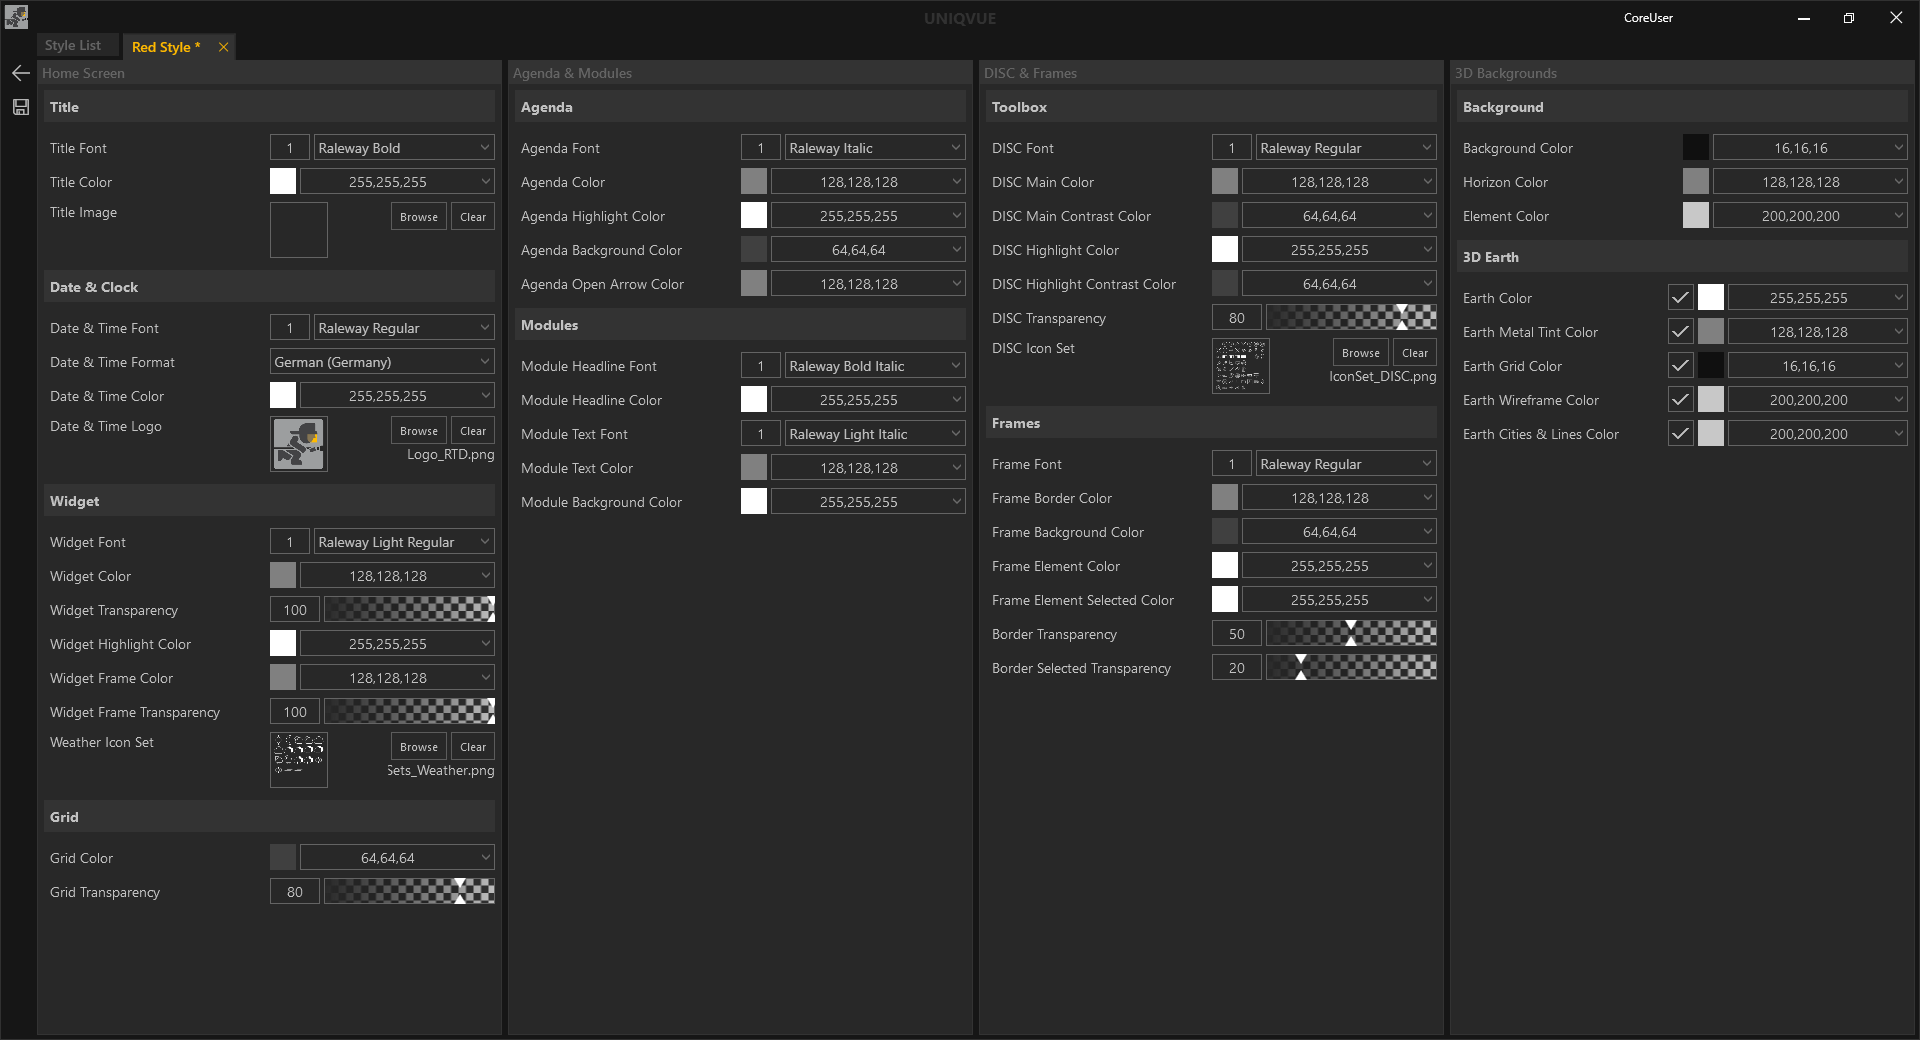 UNIQVUE
CoreUser
Style List
Red Style *
Home Screen
Title
Title Font 1 Raleway Bold
Title Color 255,255,255
Title Image Browse Clear
Date & Clock
Date & Time Font 1 Raleway Regular
Date & Time Format German (Germany)
Date & Time Color 255,255,255
Date & Time Logo Browse Clear
Logo_RTD.png
Widget
Widget Font 1 Raleway Light Regular
Widget Color 128,128,128
Widget Transparency 100
Widget Highlight Color 255,255,255
Widget Frame Color 128,128,128
Widget Frame Transparency 100
Weather Icon Set Browse Clear
Sets_Weather.png
Grid
Grid Color 64,64,64
Grid Transparency 80
Agenda & Modules
Agenda
Agenda Font 1 Raleway Italic
Agenda Color 128,128,128
Agenda Highlight Color 255,255,255
Agenda Background Color 64,64,64
Agenda Open Arrow Color 128,128,128
Modules
Module Headline Font 1 Raleway Bold Italic
Module Headline Color 255,255,255
Module Text Font 1 Raleway Light Italic
Module Text Color 128,128,128
Module Background Color 255,255,255
DISC & Frames
Toolbox
DISC Font 1 Raleway Regular
DISC Main Color 128,128,128
DISC Main Contrast Color 64,64,64
DISC Highlight Color 255,255,255
DISC Highlight Contrast Color 64,64,64
DISC Transparency 80
DISC Icon Set Browse Clear
IconSet_DISC.png
Frames
Frame Font 1 Raleway Regular
Frame Border Color 128,128,128
Frame Background Color 64,64,64
Frame Element Color 255,255,255
Frame Element Selected Color 255,255,255
Border Transparency 50
Border Selected Transparency 20
3D Backgrounds
Background
Background Color 16,16,16
Horizon Color 128,128,128
Element Color 200,200,200
3D Earth
Earth Color 255,255,255
Earth Metal Tint Color 128,128,128
Earth Grid Color 16,16,16
Earth Wireframe Color 200,200,200
Earth Cities & Lines Color 200,200,200